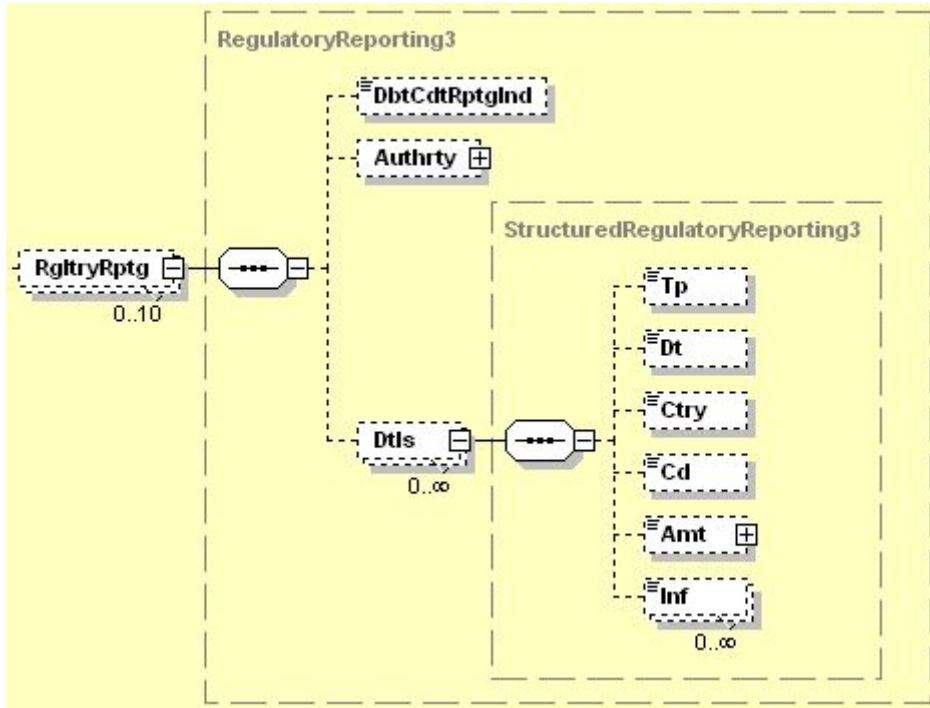 RegulatoryReporting3
DbtCdtRptgInd
Authrty
StructuredRegulatoryReporting3
RgltryRptg
0..10
Tp
Dt
Ctry
Dtls
0..∞
Cd
Amt
Inf
0..∞